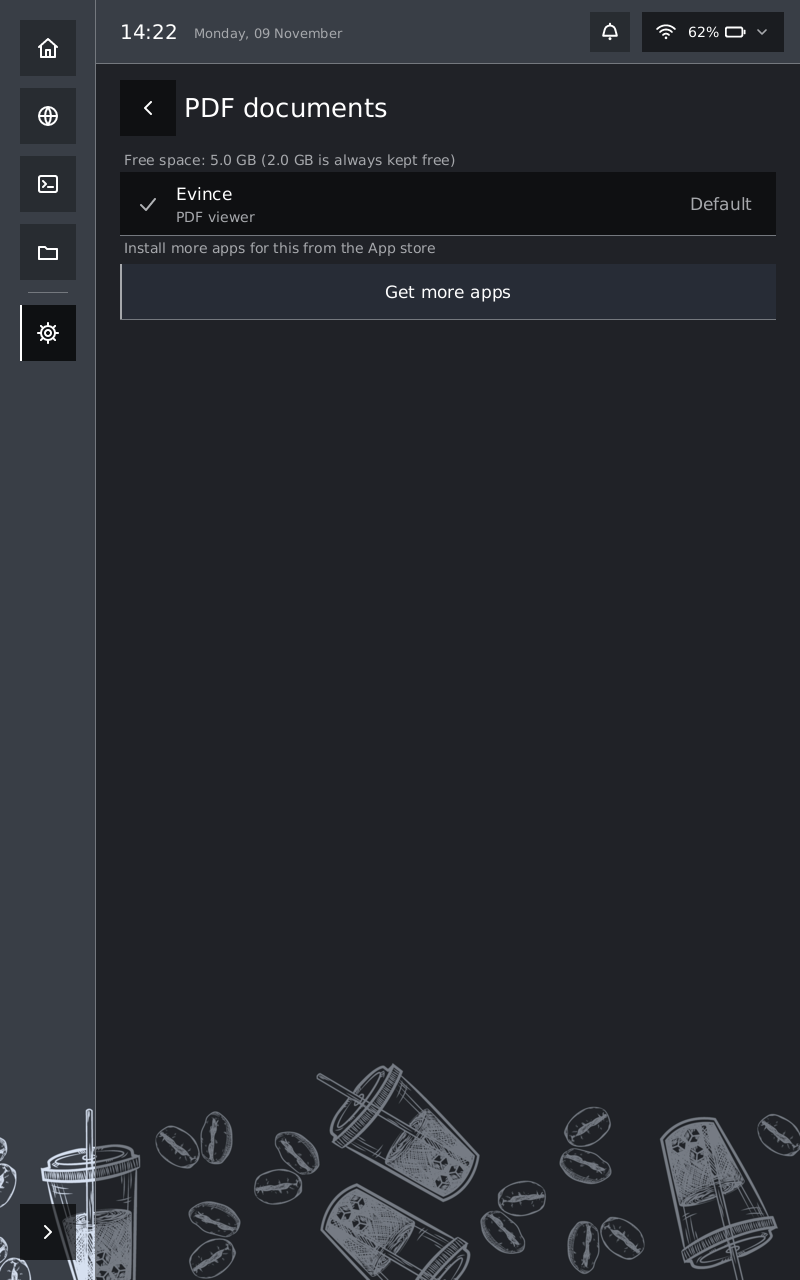 14:22 Monday, 09 November
62%
PDF documents
Free space: 5.0 GB (2.0 GB is always kept free)
Evince
PDF viewer
Default
Install more apps for this from the App store
Get more apps